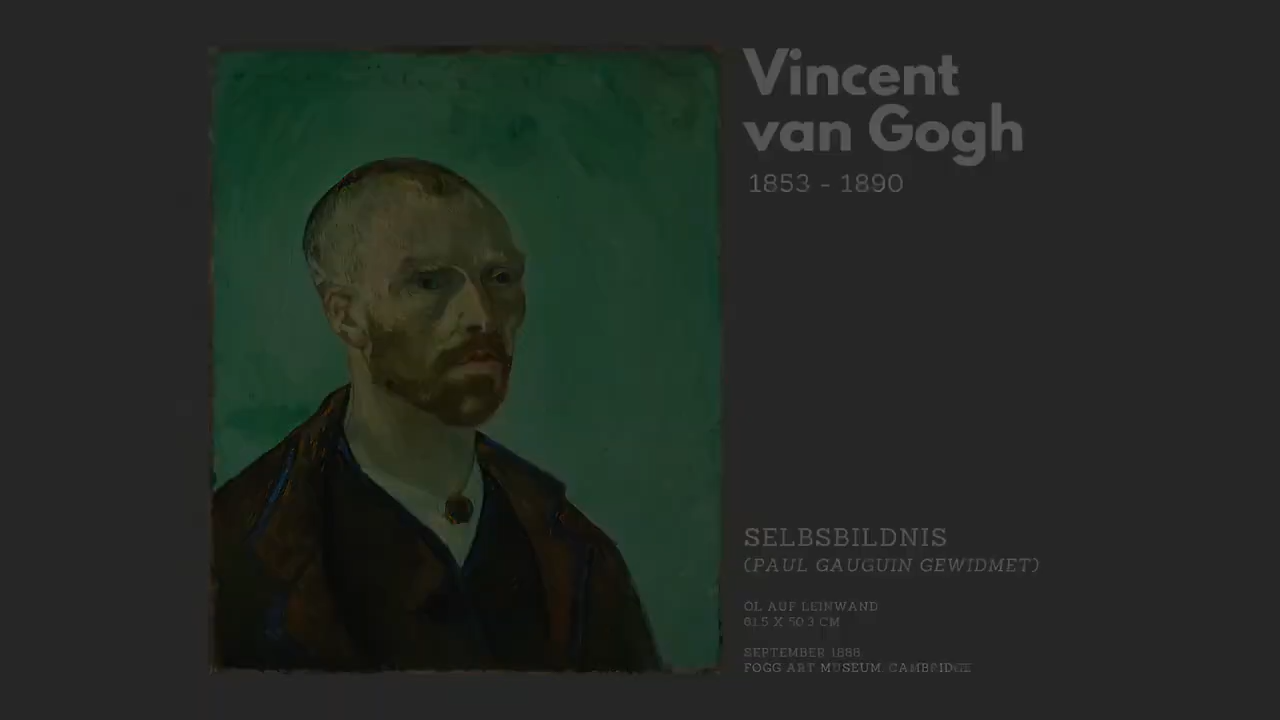 Vincent
van Gogh
1853 - 1890
SELBSBILDNIS
(PAUL GAUGUIN GEWIDMET)
ÖL AUF LEINWAND
61.5 X 50.3 CM
SEPTEMBER 1888
FOGG ART MUSEUM, CAMBRIDGE